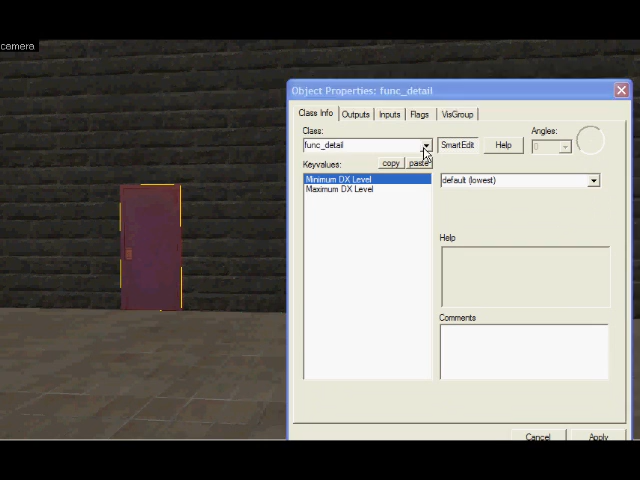 camera
Object Properties: func_detail
Class Info Outputs Inputs Flags VisGroup
Class: Angles:
func_detail SmartEdit Help 0
Keyvalues: copy paste
Minimum DX Level default (lowest)
Maximum DX Level
Help
Comments
Cancel Apply